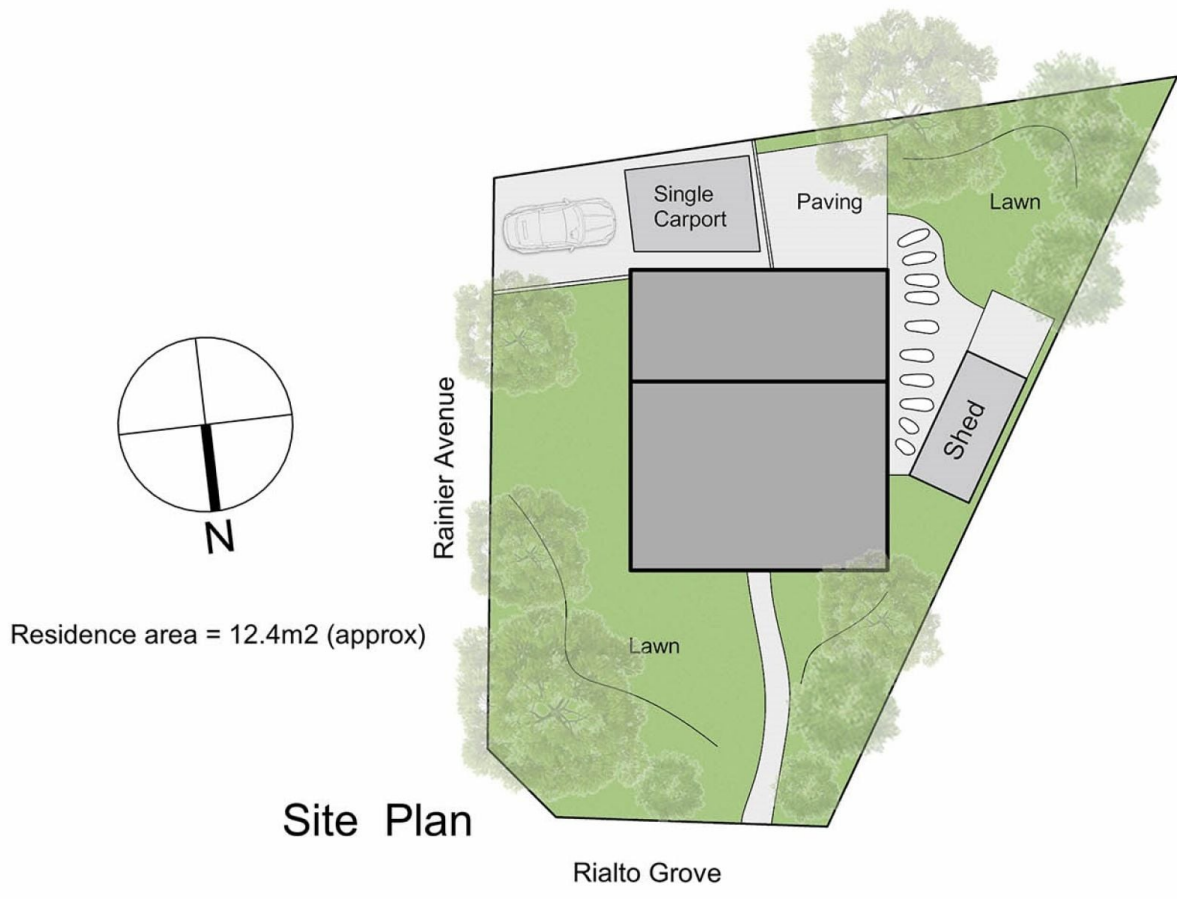 Single
Carport
Paving
Lawn
Rainier Avenue
Shed
N
Residence area = 12.4m2 (approx)
Lawn
Site Plan
Rialto Grove